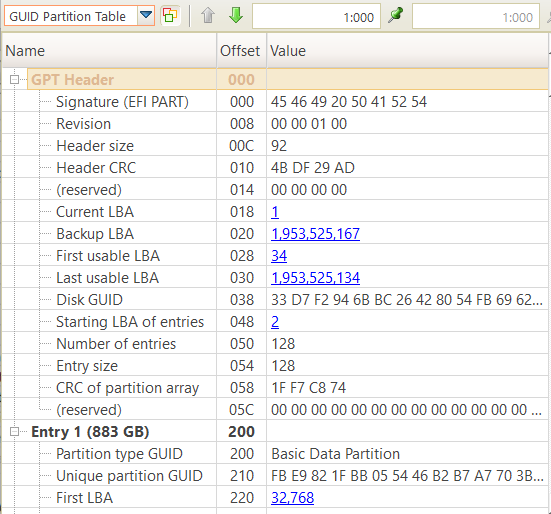 GUID Partition Table 1:000 1:000
Name Offset Value
GPT Header 000
Signature (EFI PART) 000 45 46 49 20 50 41 52 54
Revision 008 00 00 01 00
Header size 00C 92
Header CRC 010 4B DF 29 AD
(reserved) 014 00 00 00 00
Current LBA 018 1
Backup LBA 020 1,953,525,167
First usable LBA 028 34
Last usable LBA 030 1,953,525,134
Disk GUID 038 33 D7 F2 94 6B BC 26 42 80 54 FB 69 62...
Starting LBA of entries 048 2
Number of entries 050 128
Entry size 054 128
CRC of partition array 058 1F F7 C8 74
(reserved) 05C 00 00 00 00 00 00 00 00 00 00 00 00 00 ...
Entry 1 (883 GB) 200
Partition type GUID 200 Basic Data Partition
Unique partition GUID 210 FB E9 82 1F BB 05 54 46 B2 B7 A7 70 3B...
First LBA 220 32,768